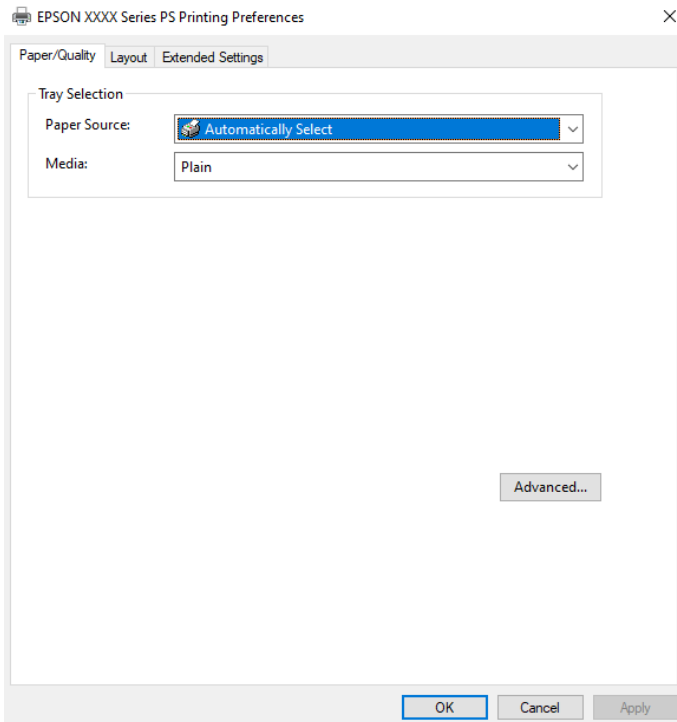 EPSON XXXX Series PS Printing Preferences
Paper/Quality Layout Extended Settings
Tray Selection
Paper Source: Automatically Select
Media: Plain
Advanced...
OK Cancel Apply